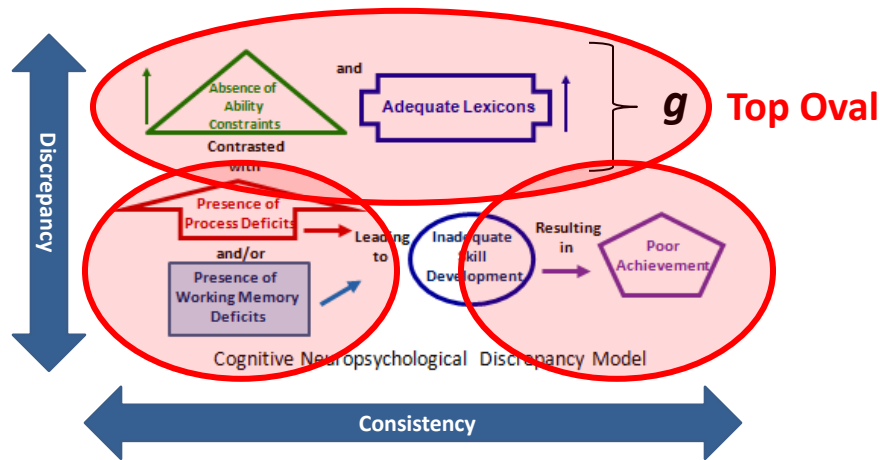 and
Absence of
Ability
Constraints
Adequate Lexicons
g
Top Oval
Contrasted
with
Discrepancy
Presence of
Process Deficits
and/or
Presence of
Working Memory
Deficits
Leading
to
Inadequate
Skill
Development
Resulting
in
Poor
Achievement
Cognitive Neuropsychological Discrepancy Model
Consistency